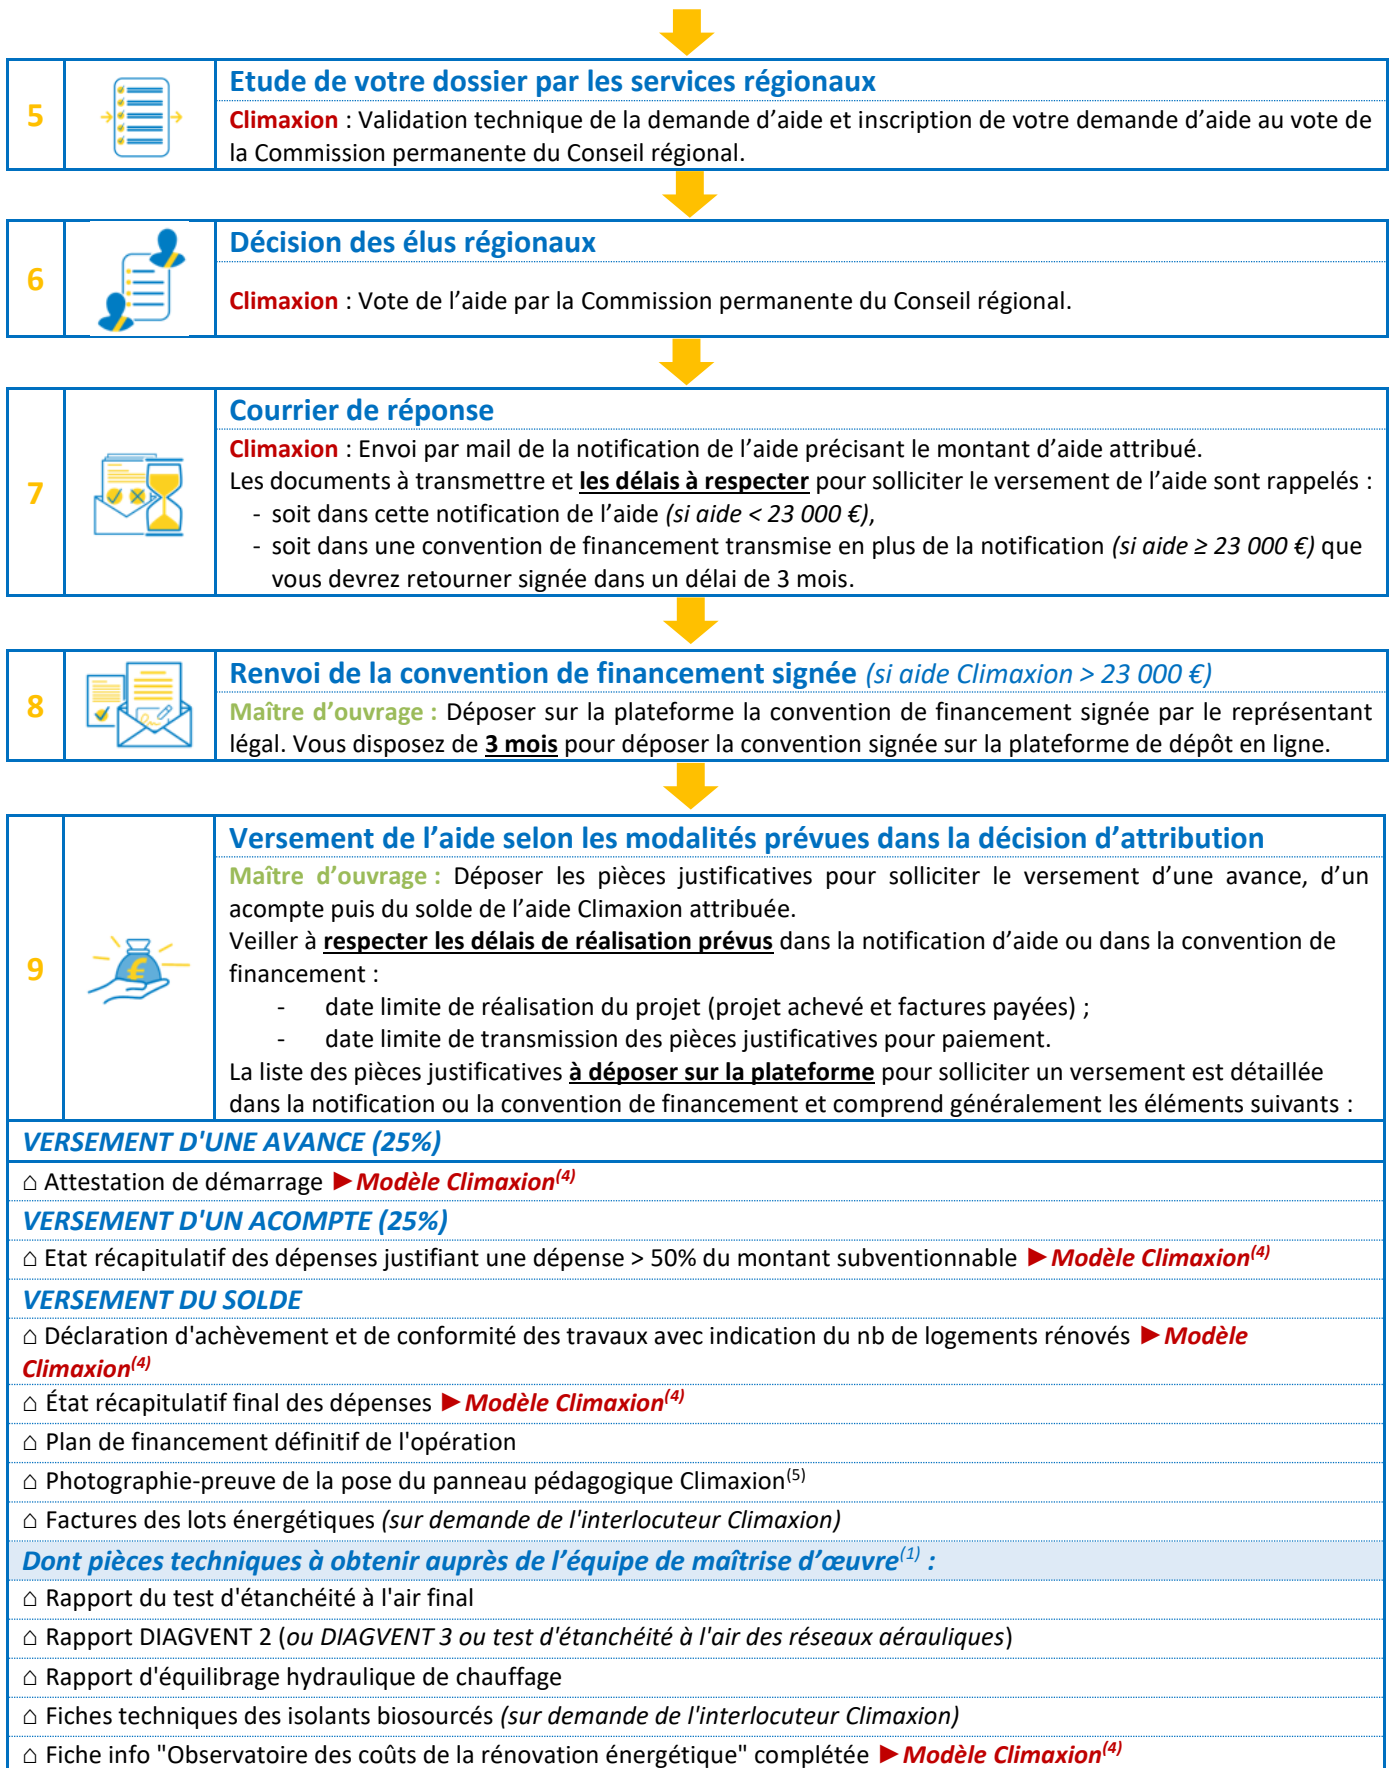 5
Etude de votre dossier par les services régionaux
Climaxion : Validation technique de la demande d’aide et inscription de votre demande d’aide au vote de
la Commission permanente du Conseil régional.
6
Décision des élus régionaux
Climaxion : Vote de l’aide par la Commission permanente du Conseil régional.
7
Courrier de réponse
Climaxion : Envoi par mail de la notification de l’aide précisant le montant d’aide attribué.
Les documents à transmettre et les délais à respecter pour solliciter le versement de l’aide sont rappelés :
- soit dans cette notification de l’aide (si aide < 23 000 €),
- soit dans une convention de financement transmise en plus de la notification (si aide ≥ 23 000 €) que
vous devrez retourner signée dans un délai de 3 mois.
8
Renvoi de la convention de financement signée (si aide Climaxion > 23 000 €)
Maître d’ouvrage : Déposer sur la plateforme la convention de financement signée par le représentant
légal. Vous disposez de 3 mois pour déposer la convention signée sur la plateforme de dépôt en ligne.
9
Versement de l’aide selon les modalités prévues dans la décision d’attribution
Maître d’ouvrage : Déposer les pièces justificatives pour solliciter le versement d’une avance, d’un
acompte puis du solde de l’aide Climaxion attribuée.
Veiller à respecter les délais de réalisation prévus dans la notification d’aide ou dans la convention de
financement :
- date limite de réalisation du projet (projet achevé et factures payées) ;
- date limite de transmission des pièces justificatives pour paiement.
La liste des pièces justificatives à déposer sur la plateforme pour solliciter un versement est détaillée
dans la notification ou la convention de financement et comprend généralement les éléments suivants :
VERSEMENT D'UNE AVANCE (25%)
⌂ Attestation de démarrage ►Modèle Climaxion(4)
VERSEMENT D'UN ACOMPTE (25%)
⌂ Etat récapitulatif des dépenses justifiant une dépense > 50% du montant subventionnable ►Modèle Climaxion(4)
VERSEMENT DU SOLDE
⌂ Déclaration d'achèvement et de conformité des travaux avec indication du nb de logements rénovés ►Modèle
Climaxion(4)
⌂ État récapitulatif final des dépenses ►Modèle Climaxion(4)
⌂ Plan de financement définitif de l'opération
⌂ Photographie-preuve de la pose du panneau pédagogique Climaxion(5)
⌂ Factures des lots énergétiques (sur demande de l'interlocuteur Climaxion)
Dont pièces techniques à obtenir auprès de l’équipe de maîtrise d’œuvre(1) :
⌂ Rapport du test d'étanchéité à l'air final
⌂ Rapport DIAGVENT 2 (ou DIAGVENT 3 ou test d'étanchéité à l'air des réseaux aérauliques)
⌂ Rapport d'équilibrage hydraulique de chauffage
⌂ Fiches techniques des isolants biosourcés (sur demande de l'interlocuteur Climaxion)
⌂ Fiche info "Observatoire des coûts de la rénovation énergétique" complétée ►Modèle Climaxion(4)